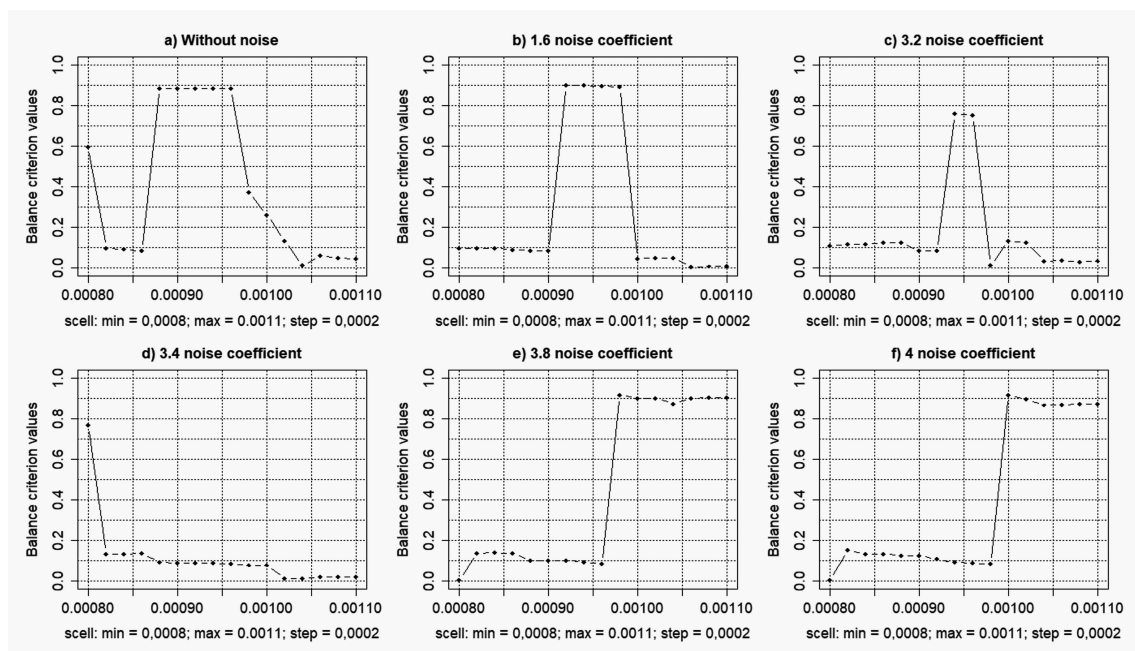 a) Without noise
b) 1.6 noise coefficient
c) 3.2 noise coefficient
Balance criterion values
0.0 0.2 0.4 0.6 0.8 1.0
0.00080 0.00090 0.00100 0.00110
scell: min = 0,0008; max = 0.0011; step = 0,0002
Balance criterion values
0.0 0.2 0.4 0.6 0.8 1.0
0.00080 0.00090 0.00100 0.00110
scell: min = 0,0008; max = 0.0011; step = 0,0002
Balance criterion values
0.0 0.2 0.4 0.6 0.8 1.0
0.00080 0.00090 0.00100 0.00110
scell: min = 0,0008; max = 0.0011; step = 0,0002
d) 3.4 noise coefficient
e) 3.8 noise coefficient
f) 4 noise coefficient
Balance criterion values
0.0 0.2 0.4 0.6 0.8 1.0
0.00080 0.00090 0.00100 0.00110
scell: min = 0,0008; max = 0.0011; step = 0,0002
Balance criterion values
0.0 0.2 0.4 0.6 0.8 1.0
0.00080 0.00090 0.00100 0.00110
scell: min = 0,0008; max = 0.0011; step = 0,0002
Balance criterion values
0.0 0.2 0.4 0.6 0.8 1.0
0.00080 0.00090 0.00100 0.00110
scell: min = 0,0008; max = 0.0011; step = 0,0002